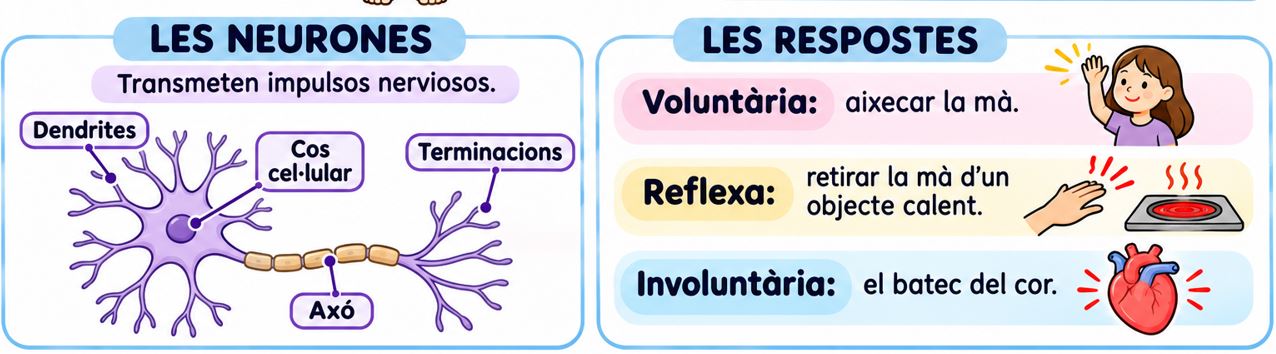 LES NEURONES
Transmeten impulsos nerviosos.
Dendrites
Cos
cel·lular
Terminacions
Axó
LES RESPOSTES
Voluntària: aixecar la mà.
Reflexa: retirar la mà d'un
objecte calent.
Involuntària: el batec del cor.